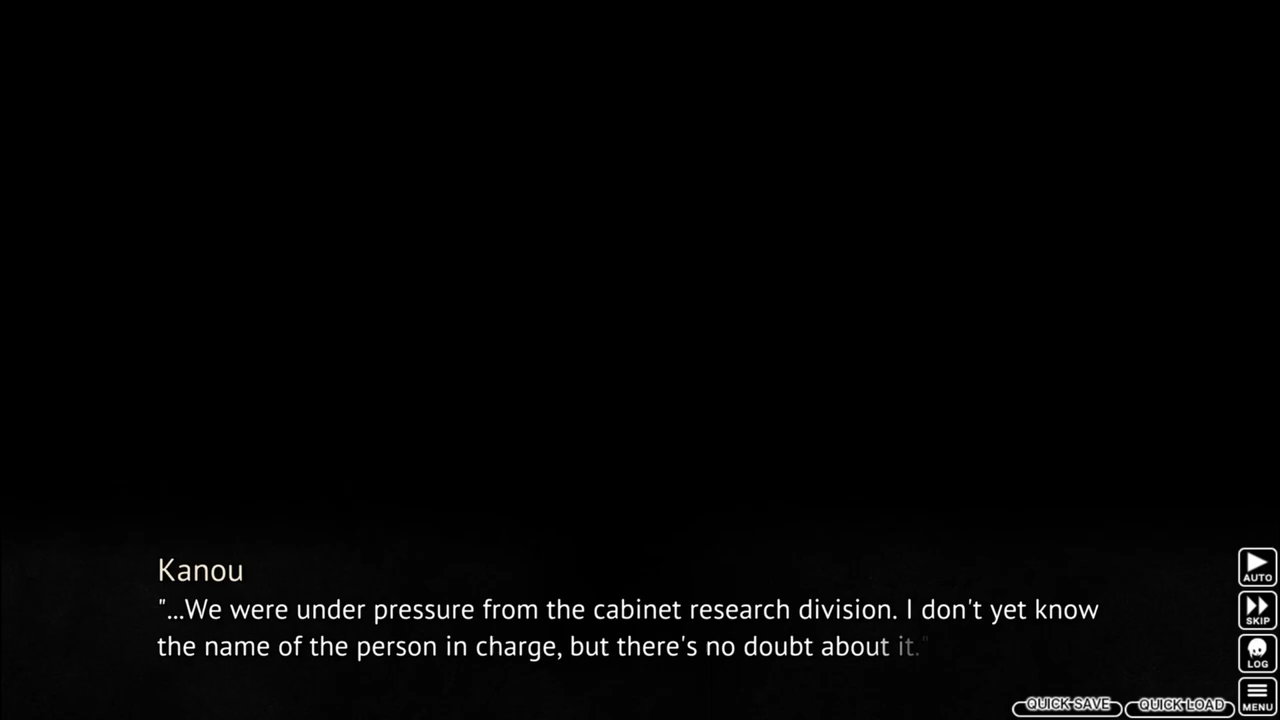 Kanou
"...We were under pressure from the cabinet research division. I don't yet know
the name of the person in charge, but there's no doubt about it."
AUTO
SKIP
LOG
MENU
QUICK SAVE QUICK LOAD